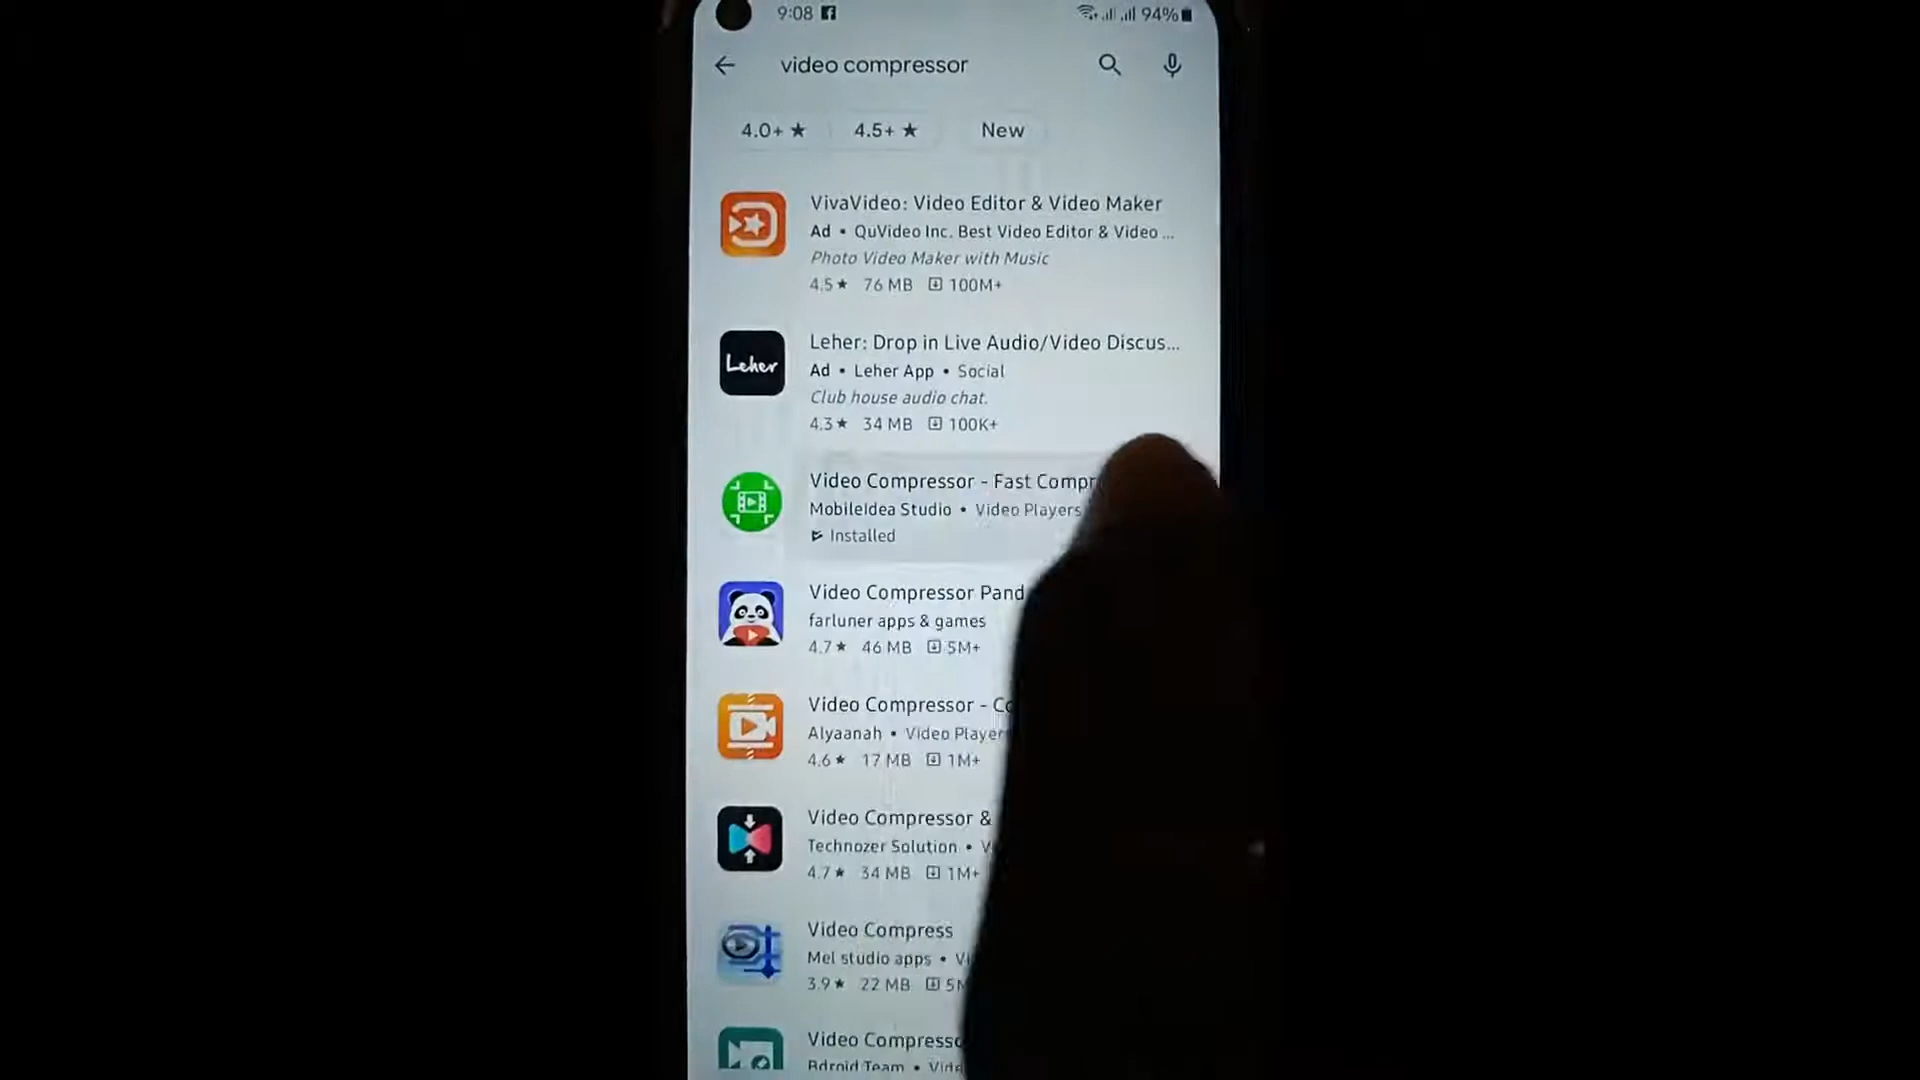 9:08 94%
video compressor
4.0+ ★ 4.5+ ★ New
VivaVideo: Video Editor & Video Maker
Ad • QuVideo Inc. Best Video Editor & Video ...
Photo Video Maker with Music
4.5★ 76 MB 100M+
Leher
Leher: Drop in Live Audio/Video Discus...
Ad • Leher App • Social
Club house audio chat.
4.3★ 34 MB 100K+
Video Compressor - Fast Compr
MobileIdea Studio • Video Players
Installed
Video Compressor Pand
farluner apps & games
4.7★ 46 MB 5M+
Video Compressor - Co
Alyaanah • Video Player
4.6★ 17 MB 1M+
Video Compressor &
Technozer Solution •
4.7★ 34 MB 1M+
Video Compress
Mel studio apps •
3.9★ 22 MB
Video Compresso
Bdroid Team •